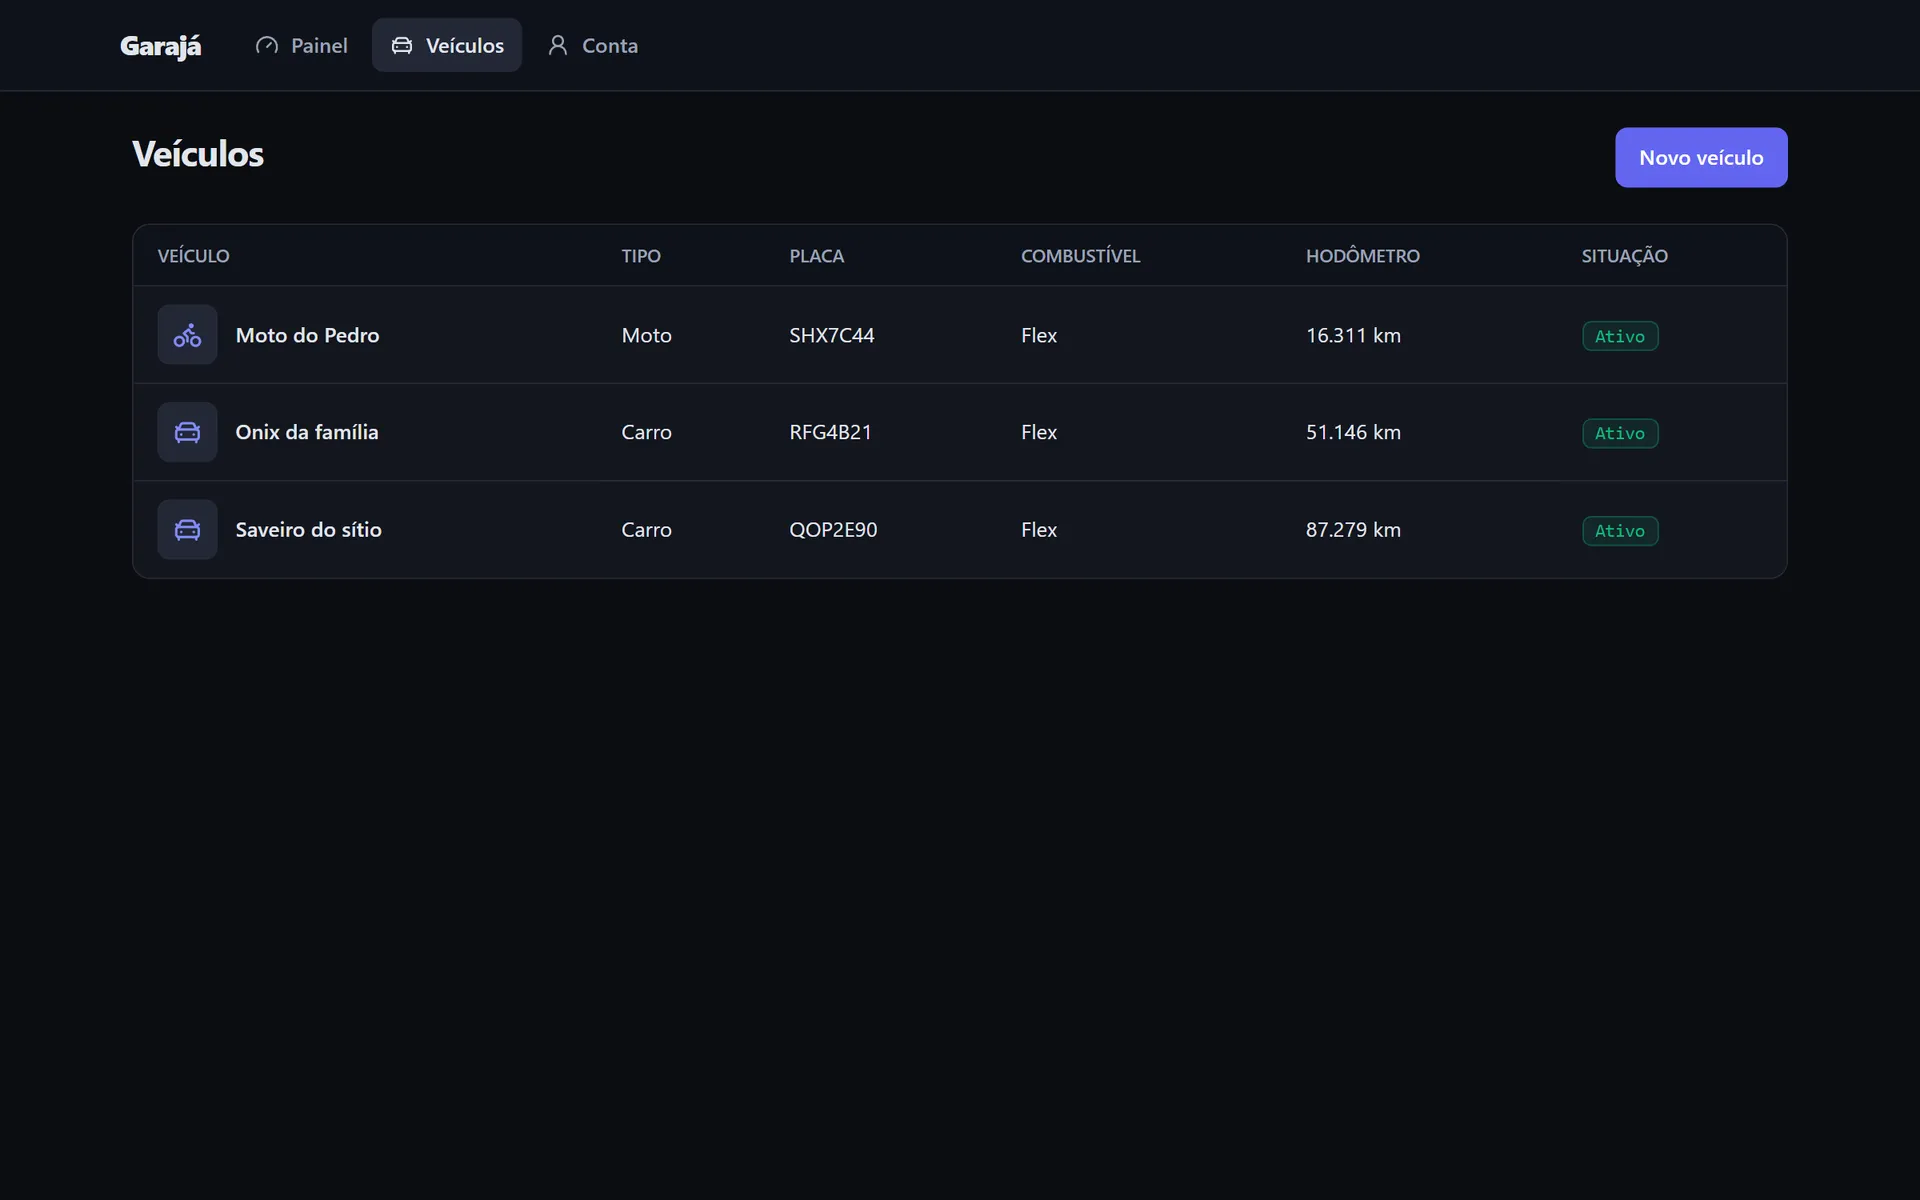 Garajá Painel Veículos Conta
Veículos
Novo veículo
VEÍCULO TIPO PLACA COMBUSTÍVEL HODÔMETRO SITUAÇÃO
Moto do Pedro Moto SHX7C44 Flex 16.311 km Ativo
Onix da família Carro RFG4B21 Flex 51.146 km Ativo
Saveiro do sítio Carro QOP2E90 Flex 87.279 km Ativo